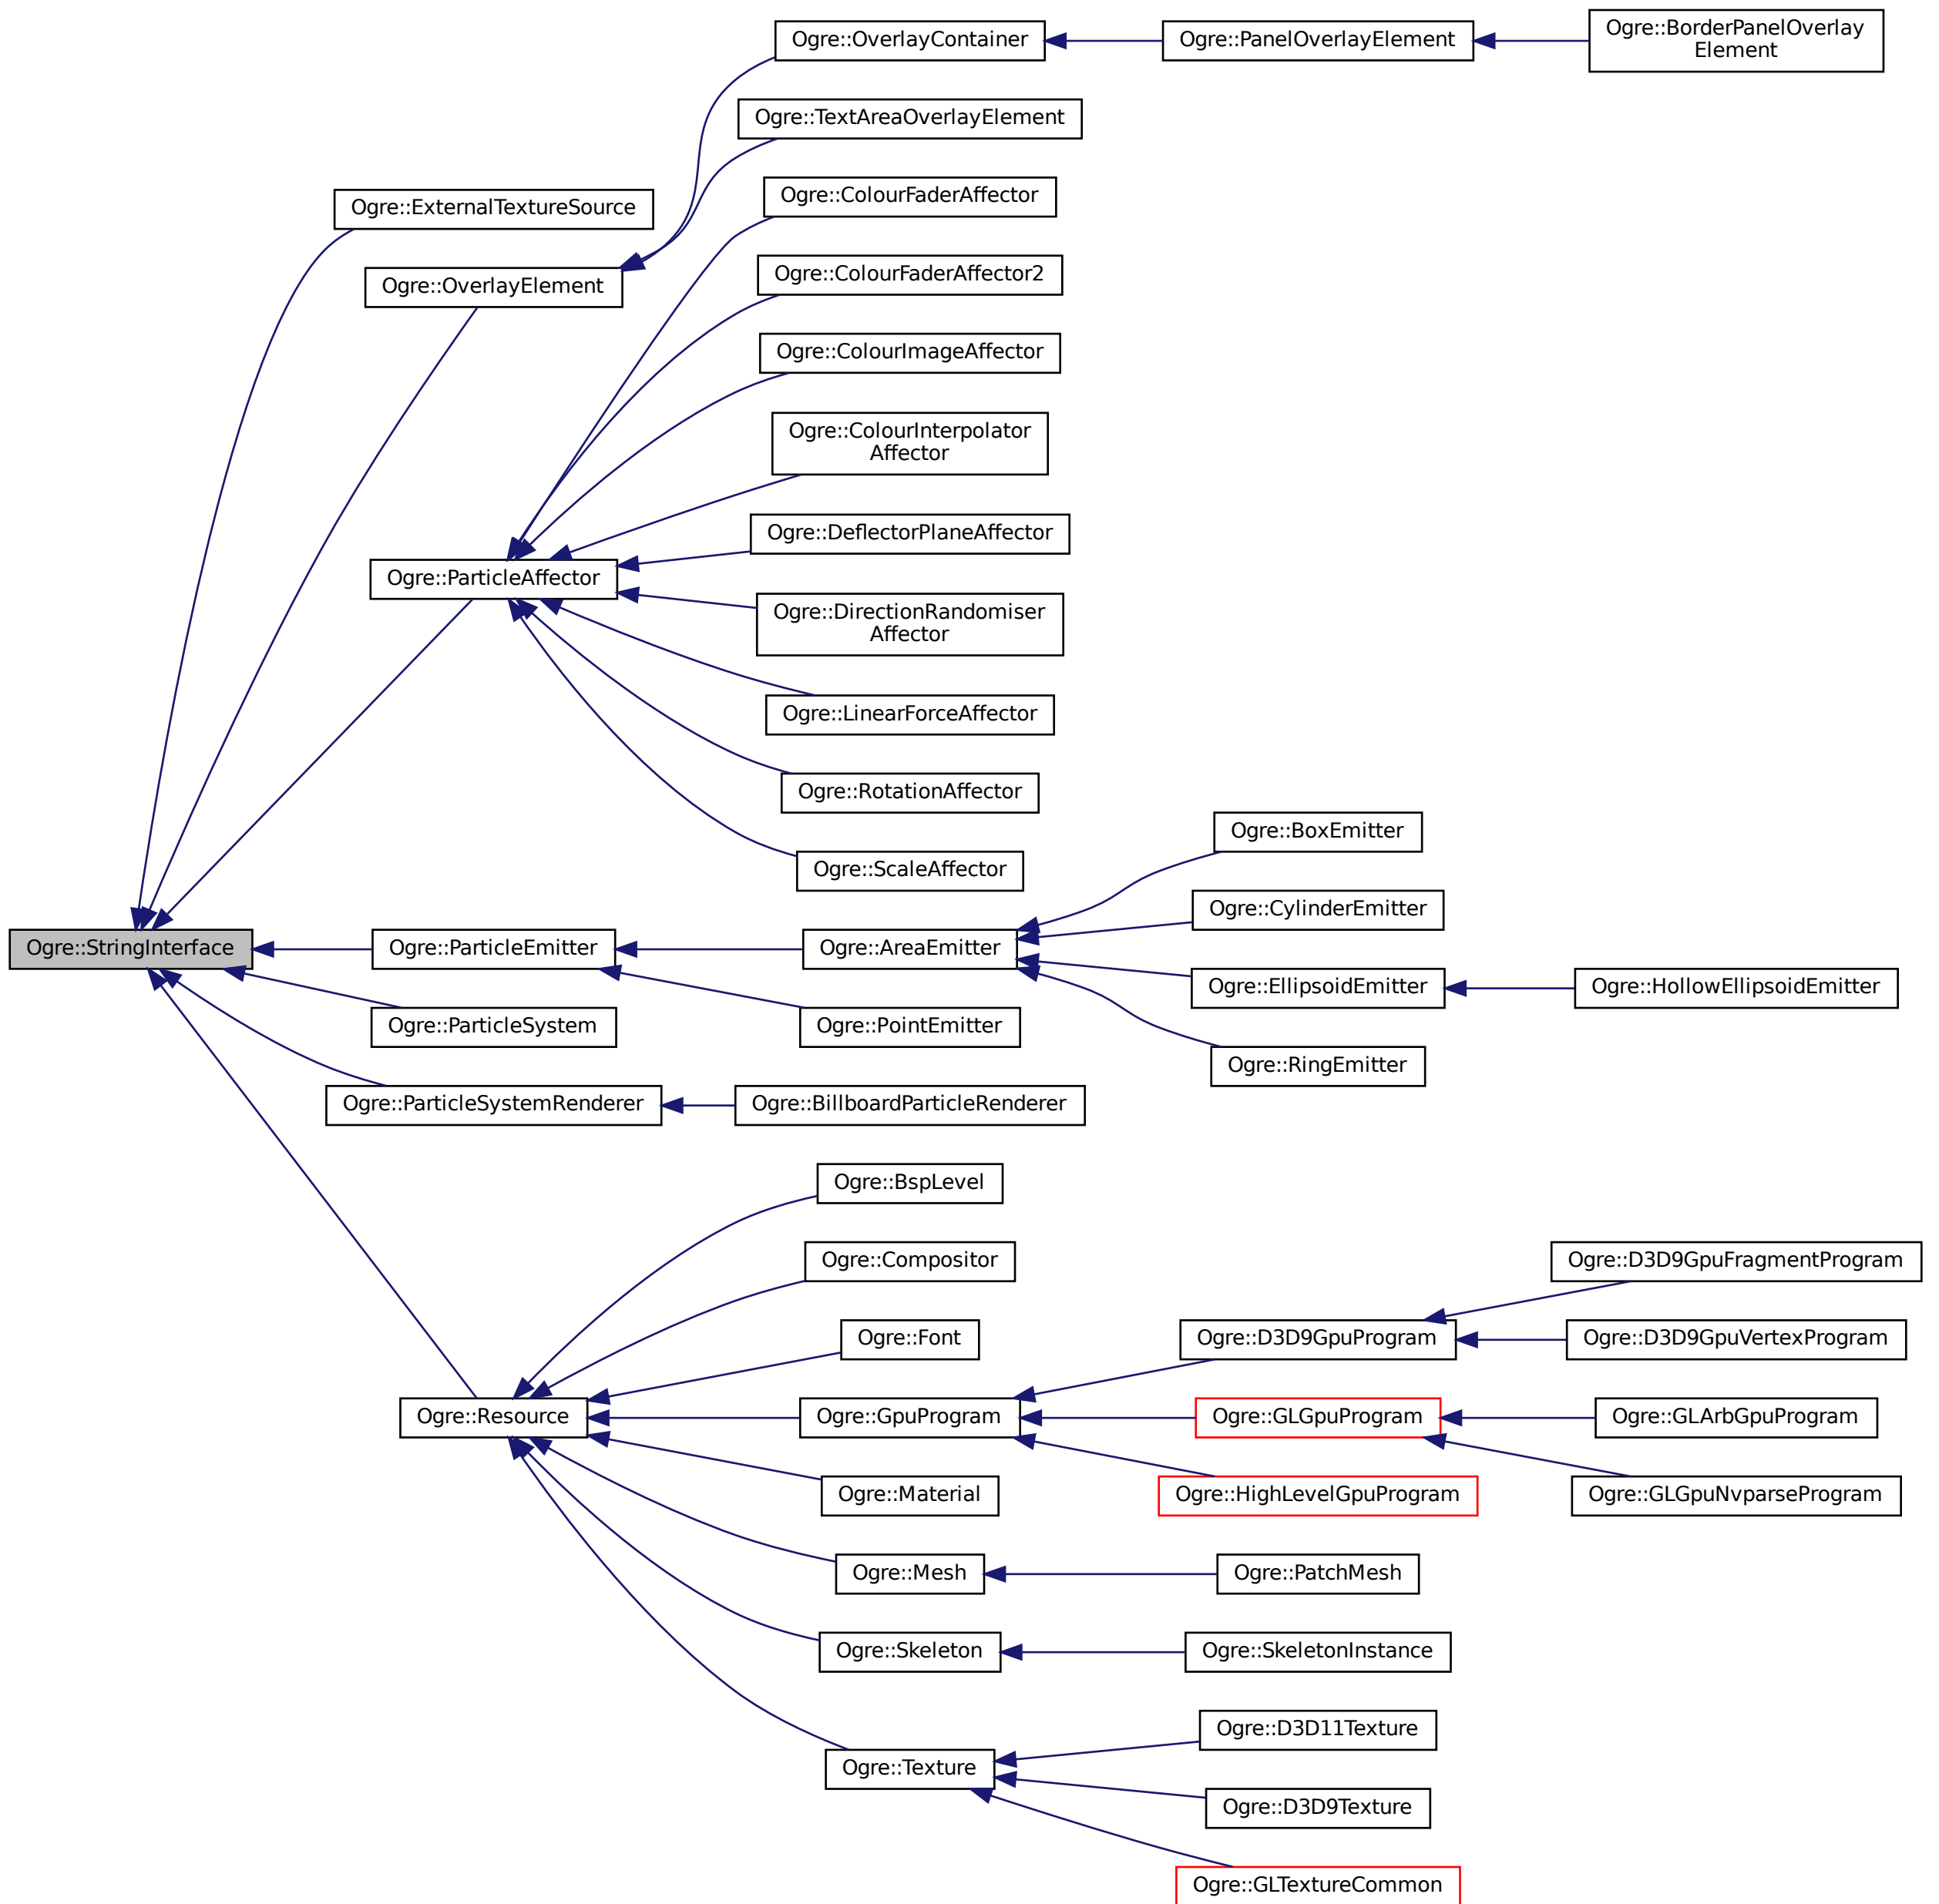 Ogre::StringInterface
Ogre::ExternalTextureSource
Ogre::OverlayElement
Ogre::OverlayContainer
Ogre::PanelOverlayElement
Ogre::BorderPanelOverlay
Element
Ogre::TextAreaOverlayElement
Ogre::ParticleAffector
Ogre::ColourFaderAffector
Ogre::ColourFaderAffector2
Ogre::ColourImageAffector
Ogre::ColourInterpolator
Affector
Ogre::DeflectorPlaneAffector
Ogre::DirectionRandomiser
Affector
Ogre::LinearForceAffector
Ogre::RotationAffector
Ogre::ScaleAffector
Ogre::ParticleEmitter
Ogre::AreaEmitter
Ogre::BoxEmitter
Ogre::CylinderEmitter
Ogre::EllipsoidEmitter
Ogre::HollowEllipsoidEmitter
Ogre::RingEmitter
Ogre::PointEmitter
Ogre::ParticleSystem
Ogre::ParticleSystemRenderer
Ogre::BillboardParticleRenderer
Ogre::Resource
Ogre::BspLevel
Ogre::Compositor
Ogre::Font
Ogre::GpuProgram
Ogre::D3D9GpuProgram
Ogre::D3D9GpuFragmentProgram
Ogre::D3D9GpuVertexProgram
Ogre::GLGpuProgram
Ogre::GLArbGpuProgram
Ogre::GLGpuNvparseProgram
Ogre::HighLevelGpuProgram
Ogre::Material
Ogre::Mesh
Ogre::PatchMesh
Ogre::Skeleton
Ogre::SkeletonInstance
Ogre::Texture
Ogre::D3D11Texture
Ogre::D3D9Texture
Ogre::GLTextureCommon